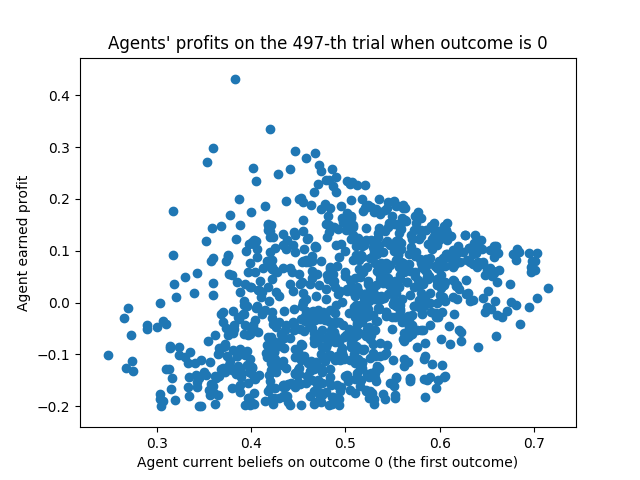 Agents' profits on the 497-th trial when outcome is 0
0.4
0.3
0.2
0.1
0.0
−0.1
−0.2
Agent earned profit
0.3 0.4 0.5 0.6 0.7
Agent current beliefs on outcome 0 (the first outcome)